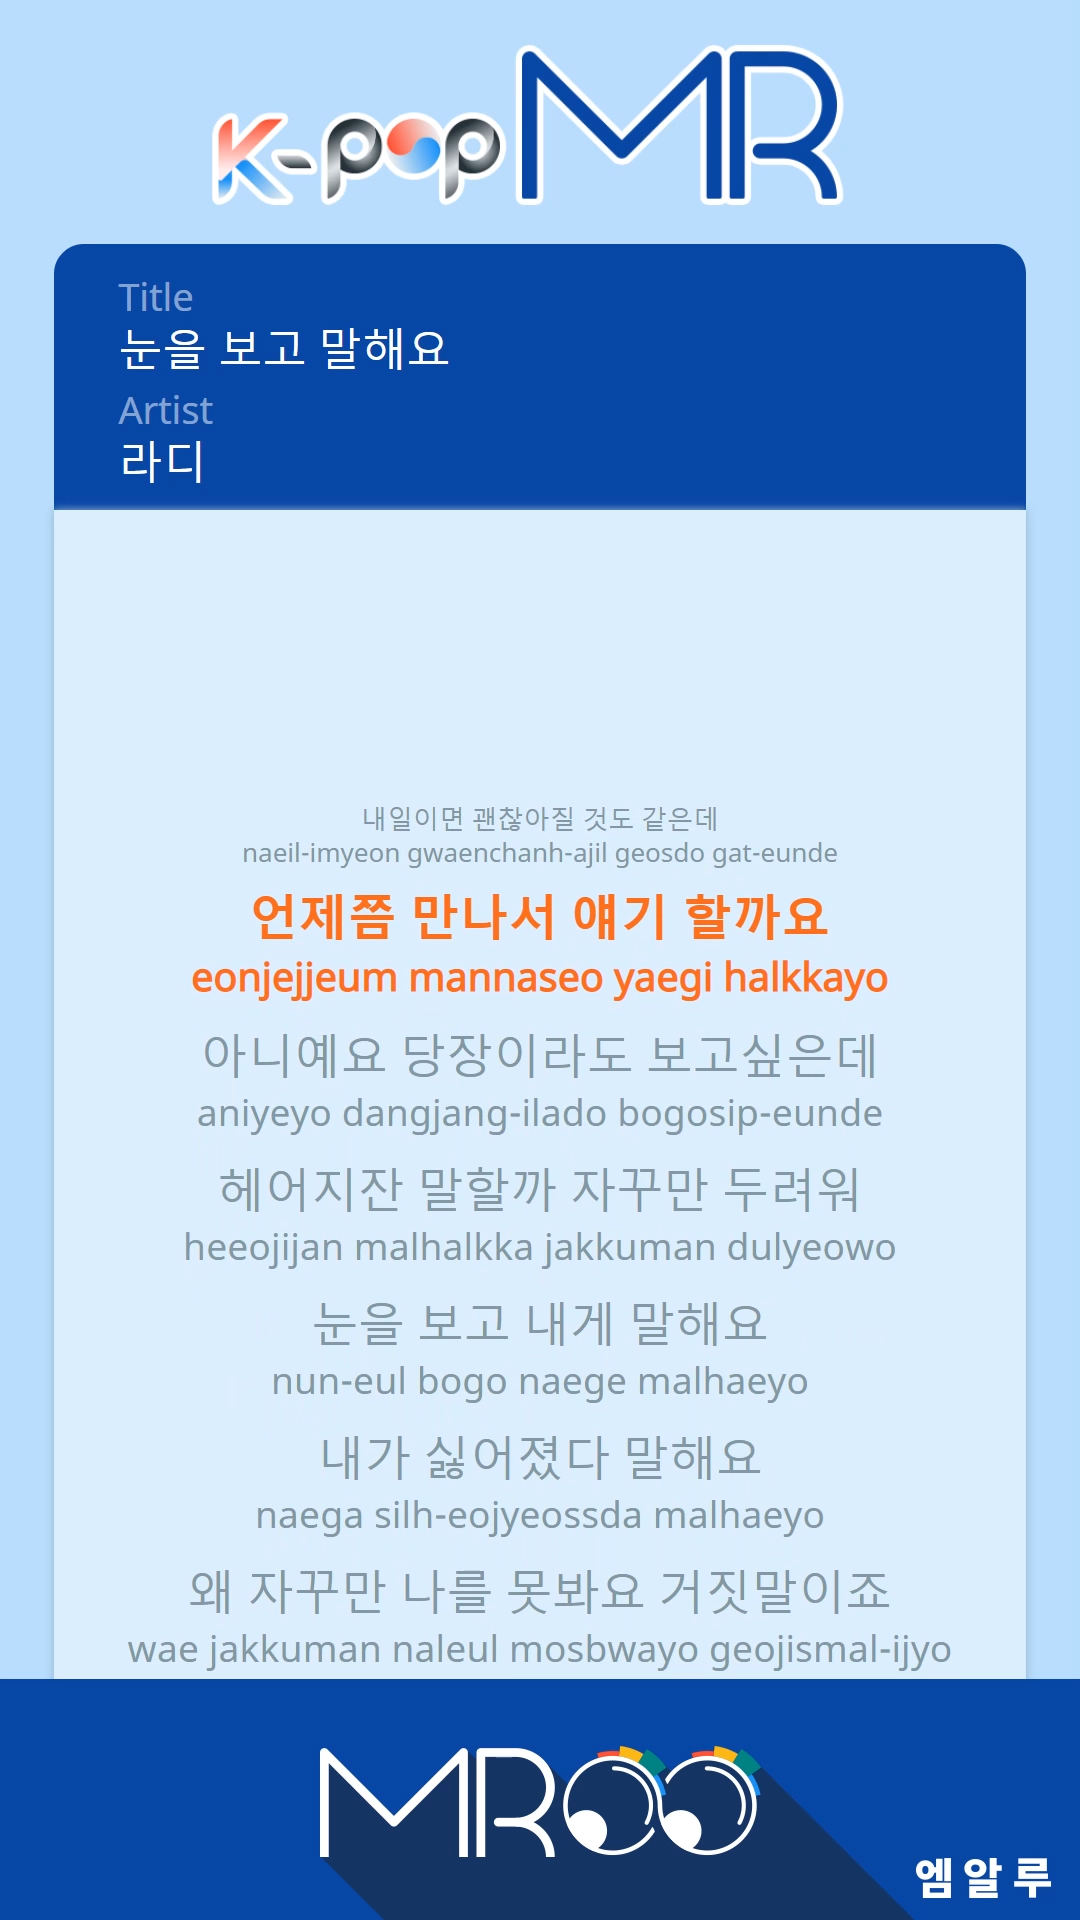 K-pop MR
Title
눈을 보고 말해요
Artist
라디
내일이면 괜찮아질 것도 같은데
naeil-imyeon gwaenchanh-ajil geosdo gat-eunde
언제쯤 만나서 얘기 할까요
eonjejjeum mannaseo yaegi halkkayo
아니예요 당장이라도 보고싶은데
aniyeyo dangjang-ilado bogosip-eunde
헤어지잔 말할까 자꾸만 두려워
heeojijan malhalkka jakkuman dulyeowo
눈을 보고 내게 말해요
nun-eul bogo naege malhaeyo
내가 싫어졌다 말해요
naega silh-eojyeossda malhaeyo
왜 자꾸만 나를 못봐요 거짓말이죠
wae jakkuman naleul mosbwayo geojismal-ijyo
MROO
엠알루